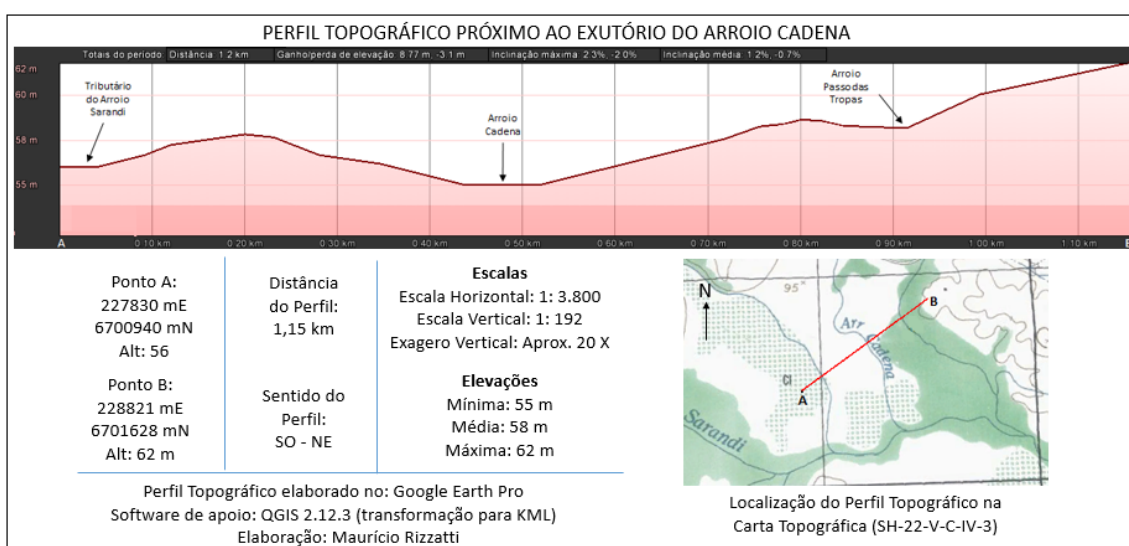 PERFIL TOPOGRÁFICO PRÓXIMO AO EXUTÓRIO DO ARROIO CADENA
Totais do período: Distância: 1.2 km Ganho/perda de elevação: 8.77 m, -3.1 m Inclinação máxima: 2.3%, -2.0% Inclinação média: 1.2%, -0.7%
62 m
60 m
58 m
55 m
Tributário
do Arroio
Sarandi
Arroio
Cadena
Arroio
Passo das
Tropas
A 0.10 km 0.20 km 0.30 km 0.40 km 0.50 km 0.60 km 0.70 km 0.80 km 0.90 km 1.00 km 1.10 km B
Ponto A:
227830 mE
6700940 mN
Alt: 56
Ponto B:
228821 mE
6701628 mN
Alt: 62 m
Distância
do Perfil:
1,15 km
Sentido do
Perfil:
SO - NE
Escalas
Escala Horizontal: 1: 3.800
Escala Vertical: 1: 192
Exagero Vertical: Aprox. 20 X
Elevações
Mínima: 55 m
Média: 58 m
Máxima: 62 m
Perfil Topográfico elaborado no: Google Earth Pro
Software de apoio: QGIS 2.12.3 (transformação para KML)
Elaboração: Maurício Rizzatti
N
95
B
Arr Cadena
A
Sarandi
Localização do Perfil Topográfico na
Carta Topográfica (SH-22-V-C-IV-3)